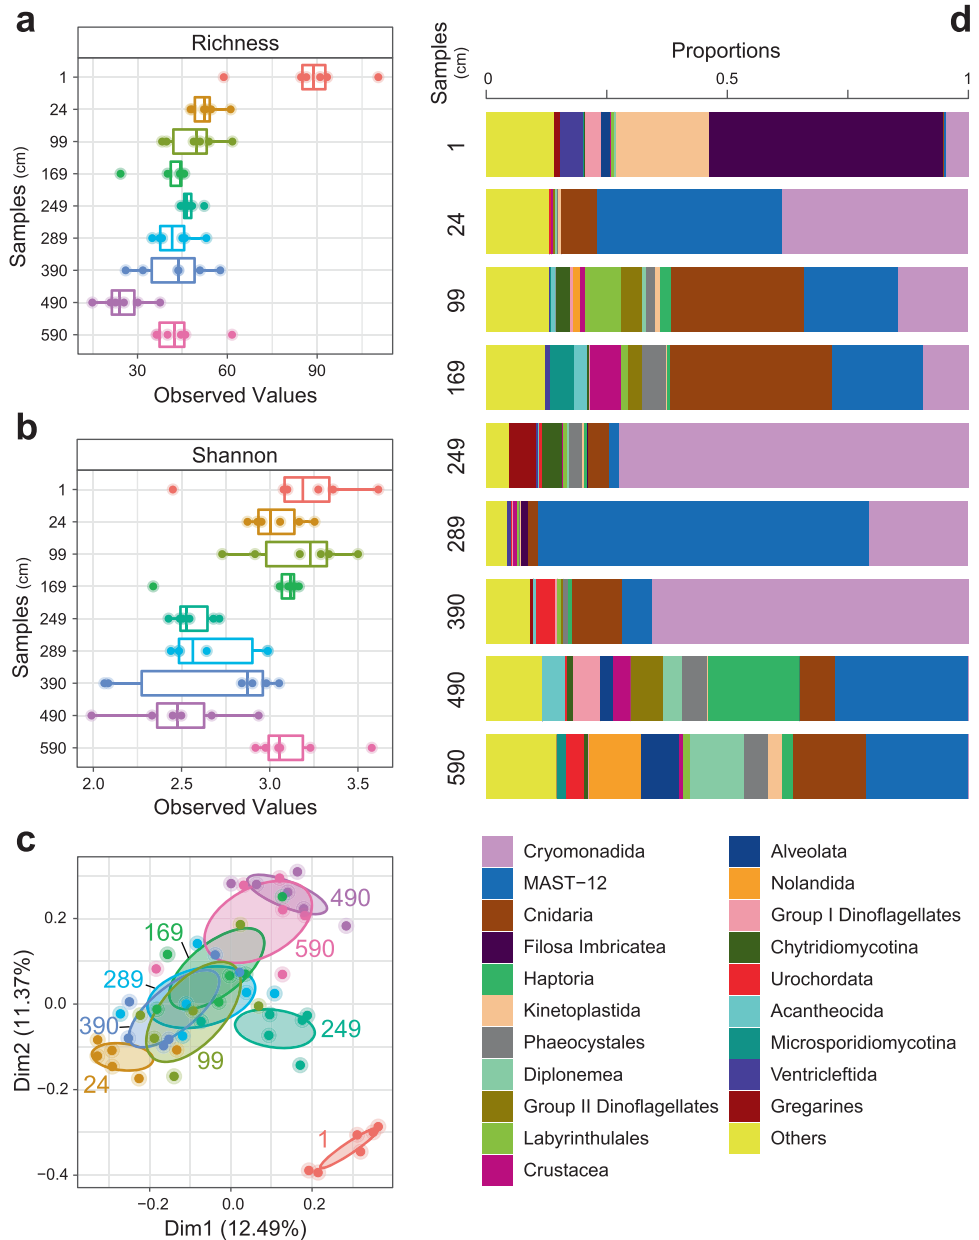 a
Richness
Samples (cm)
1
24
99
169
249
289
390
490
590
30 60 90
Observed Values
b
Shannon
Samples (cm)
1
24
99
169
249
289
390
490
590
2.0 2.5 3.0 3.5
Observed Values
c
Dim2 (11.37%)
0.2
0.0
−0.2
−0.4
490
590
169
289
390
249
99
24
1
−0.2 0.0 0.2
Dim1 (12.49%)
d
Samples
(cm)
Proportions
0 0.5 1
1
24
99
169
249
289
390
490
590
Cryomonadida
MAST−12
Cnidaria
Filosa Imbricatea
Haptoria
Kinetoplastida
Phaeocystales
Diplonemea
Group II Dinoflagellates
Labyrinthulales
Crustacea
Alveolata
Nolandida
Group I Dinoflagellates
Chytridiomycotina
Urochordata
Acantheocida
Microsporidiomycotina
Ventricleftida
Gregarines
Others